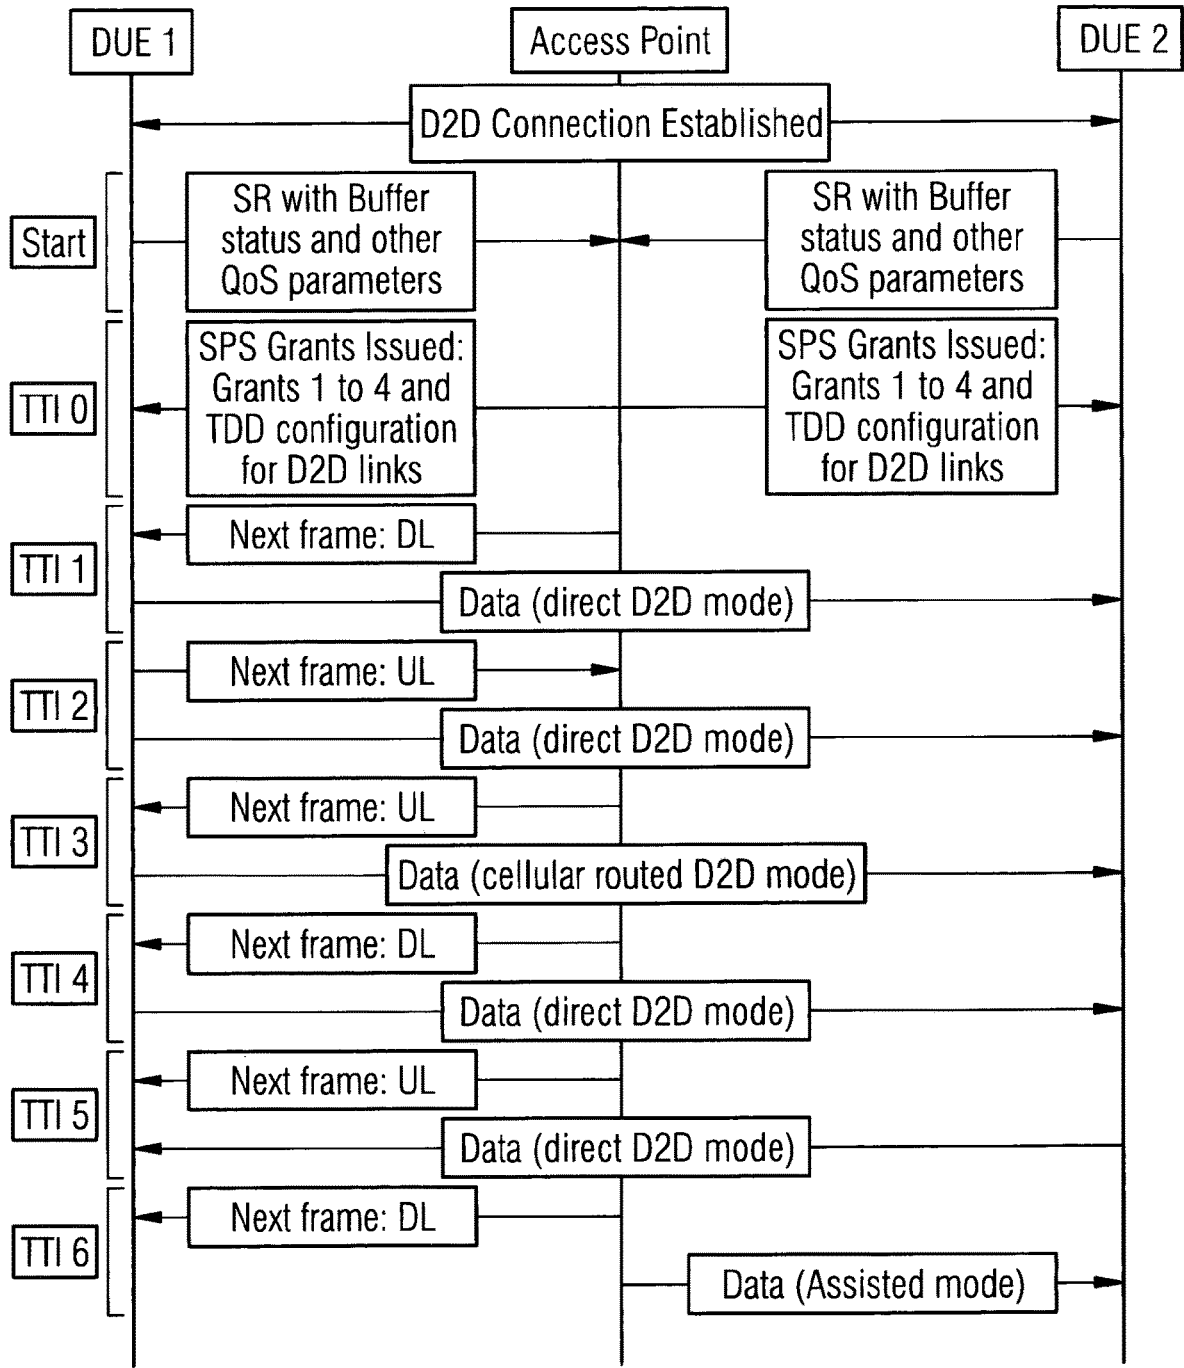 DUE 1
Access Point
DUE 2
D2D Connection Established
Start
SR with Buffer
status and other
QoS parameters
SR with Buffer
status and other
QoS parameters
TTI 0
SPS Grants Issued:
Grants 1 to 4 and
TDD configuration
for D2D links
SPS Grants Issued:
Grants 1 to 4 and
TDD configuration
for D2D links
TTI 1
Next frame: DL
Data (direct D2D mode)
TTI 2
Next frame: UL
Data (direct D2D mode)
TTI 3
Next frame: UL
Data (cellular routed D2D mode)
TTI 4
Next frame: DL
Data (direct D2D mode)
TTI 5
Next frame: UL
Data (direct D2D mode)
TTI 6
Next frame: DL
Data (Assisted mode)